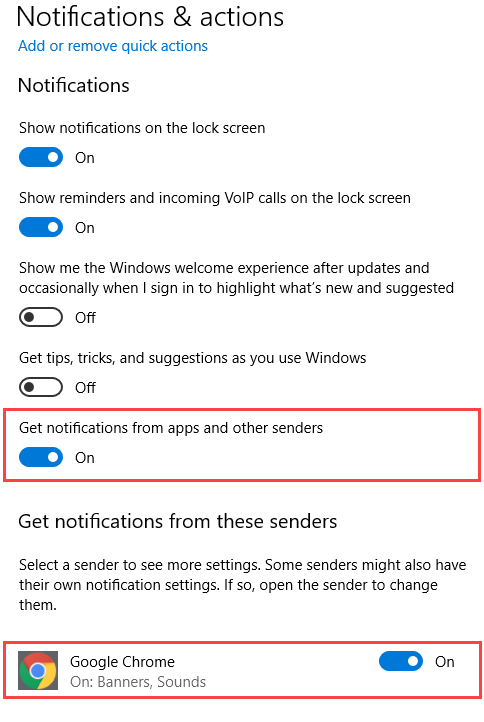 Notifications & actions
Add or remove quick actions
Notifications
Show notifications on the lock screen
On
Show reminders and incoming VoIP calls on the lock screen
On
Show me the Windows welcome experience after updates and
occasionally when I sign in to highlight what’s new and suggested
Off
Get tips, tricks, and suggestions as you use Windows
Off
Get notifications from apps and other senders
On
Get notifications from these senders
Select a sender to see more settings. Some senders might also have
their own notification settings. If so, open the sender to change
them.
Google Chrome On
On: Banners, Sounds